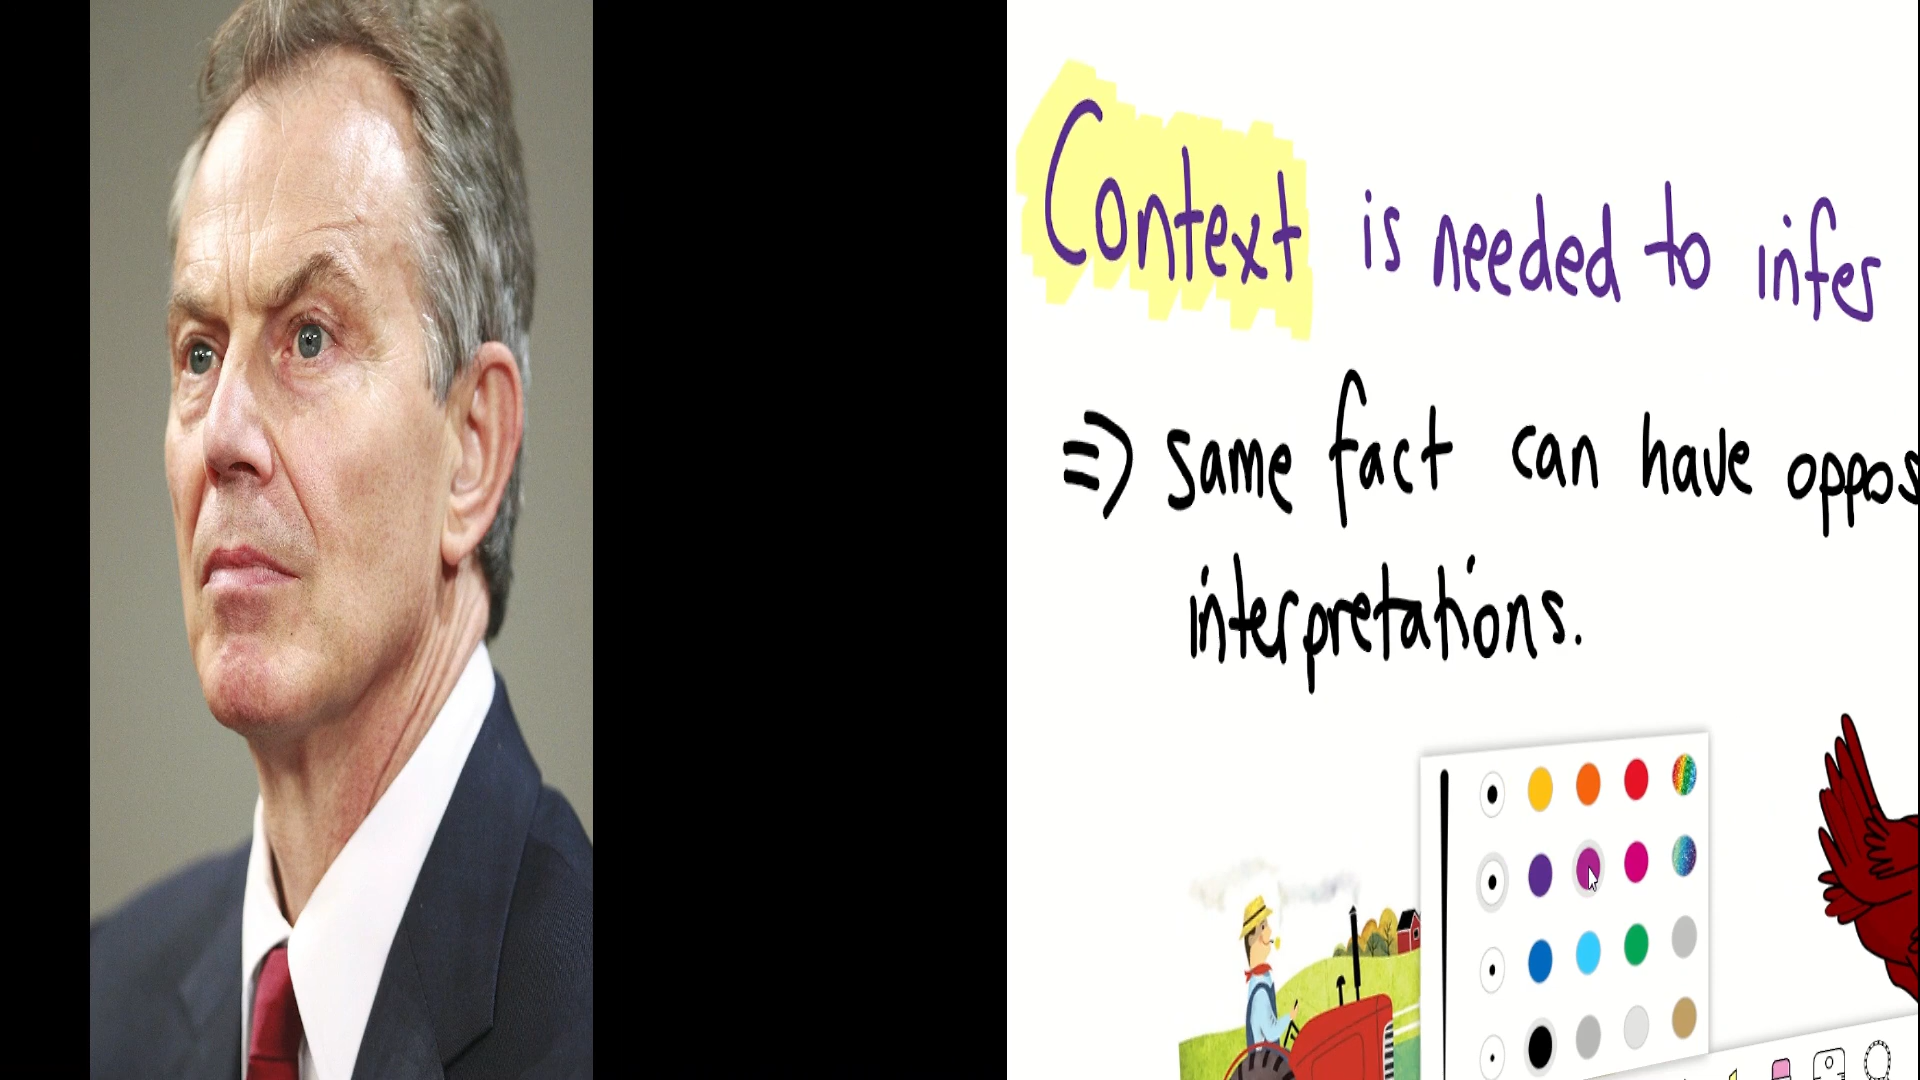 Context is needed to infer
=> same fact can have oppos
interpretations.